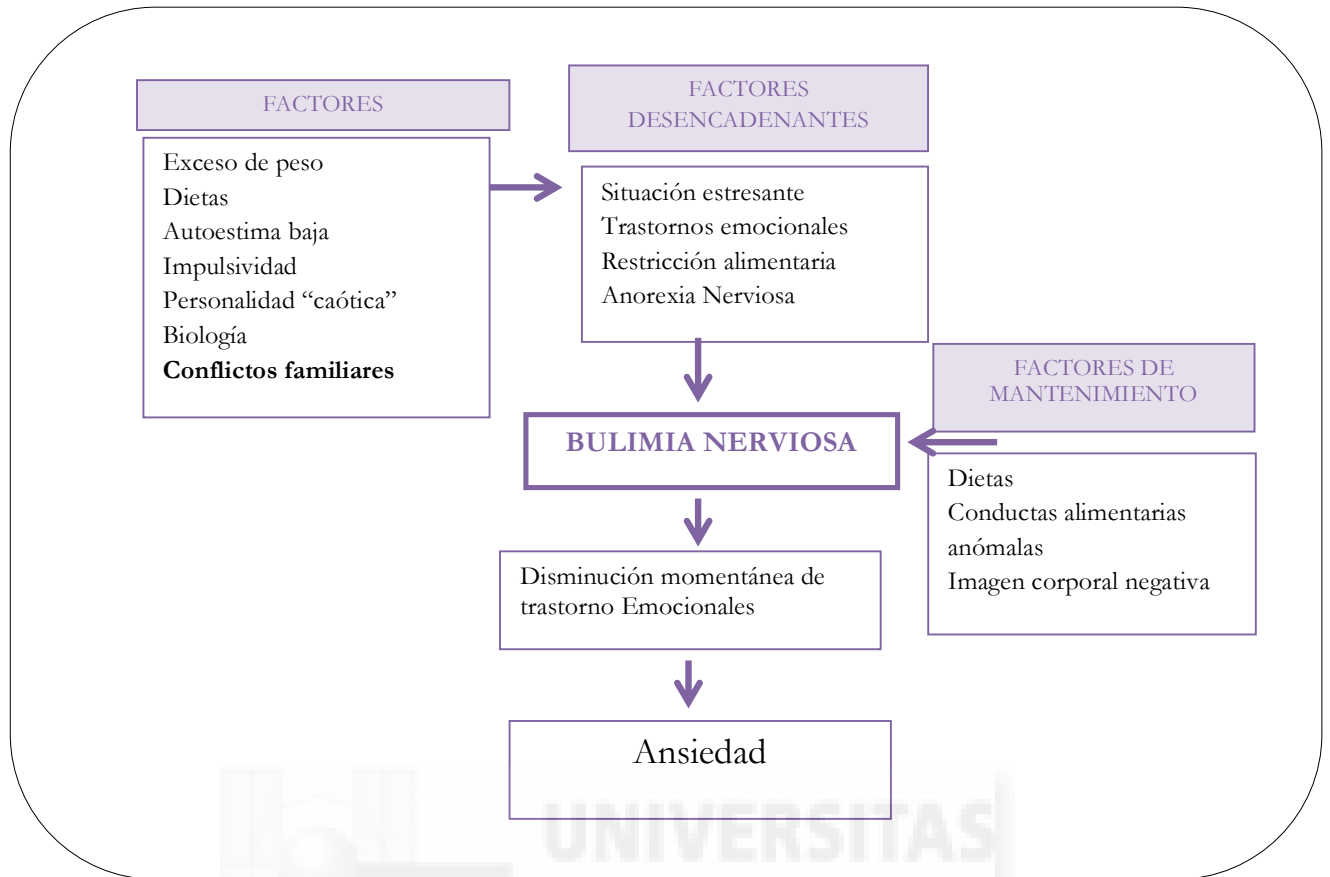 FACTORES
Exceso de peso
Dietas
Autoestima baja
Impulsividad
Personalidad “caótica”
Biología
Conflictos familiares
FACTORES
DESENCADENANTES
Situación estresante
Trastornos emocionales
Restricción alimentaria
Anorexia Nerviosa
FACTORES DE
MANTENIMIENTO
Dietas
Conductas alimentarias
anómalas
Imagen corporal negativa
BULIMIA NERVIOSA
Disminución momentánea de
trastorno Emocionales
Ansiedad
UNIVERSITAS